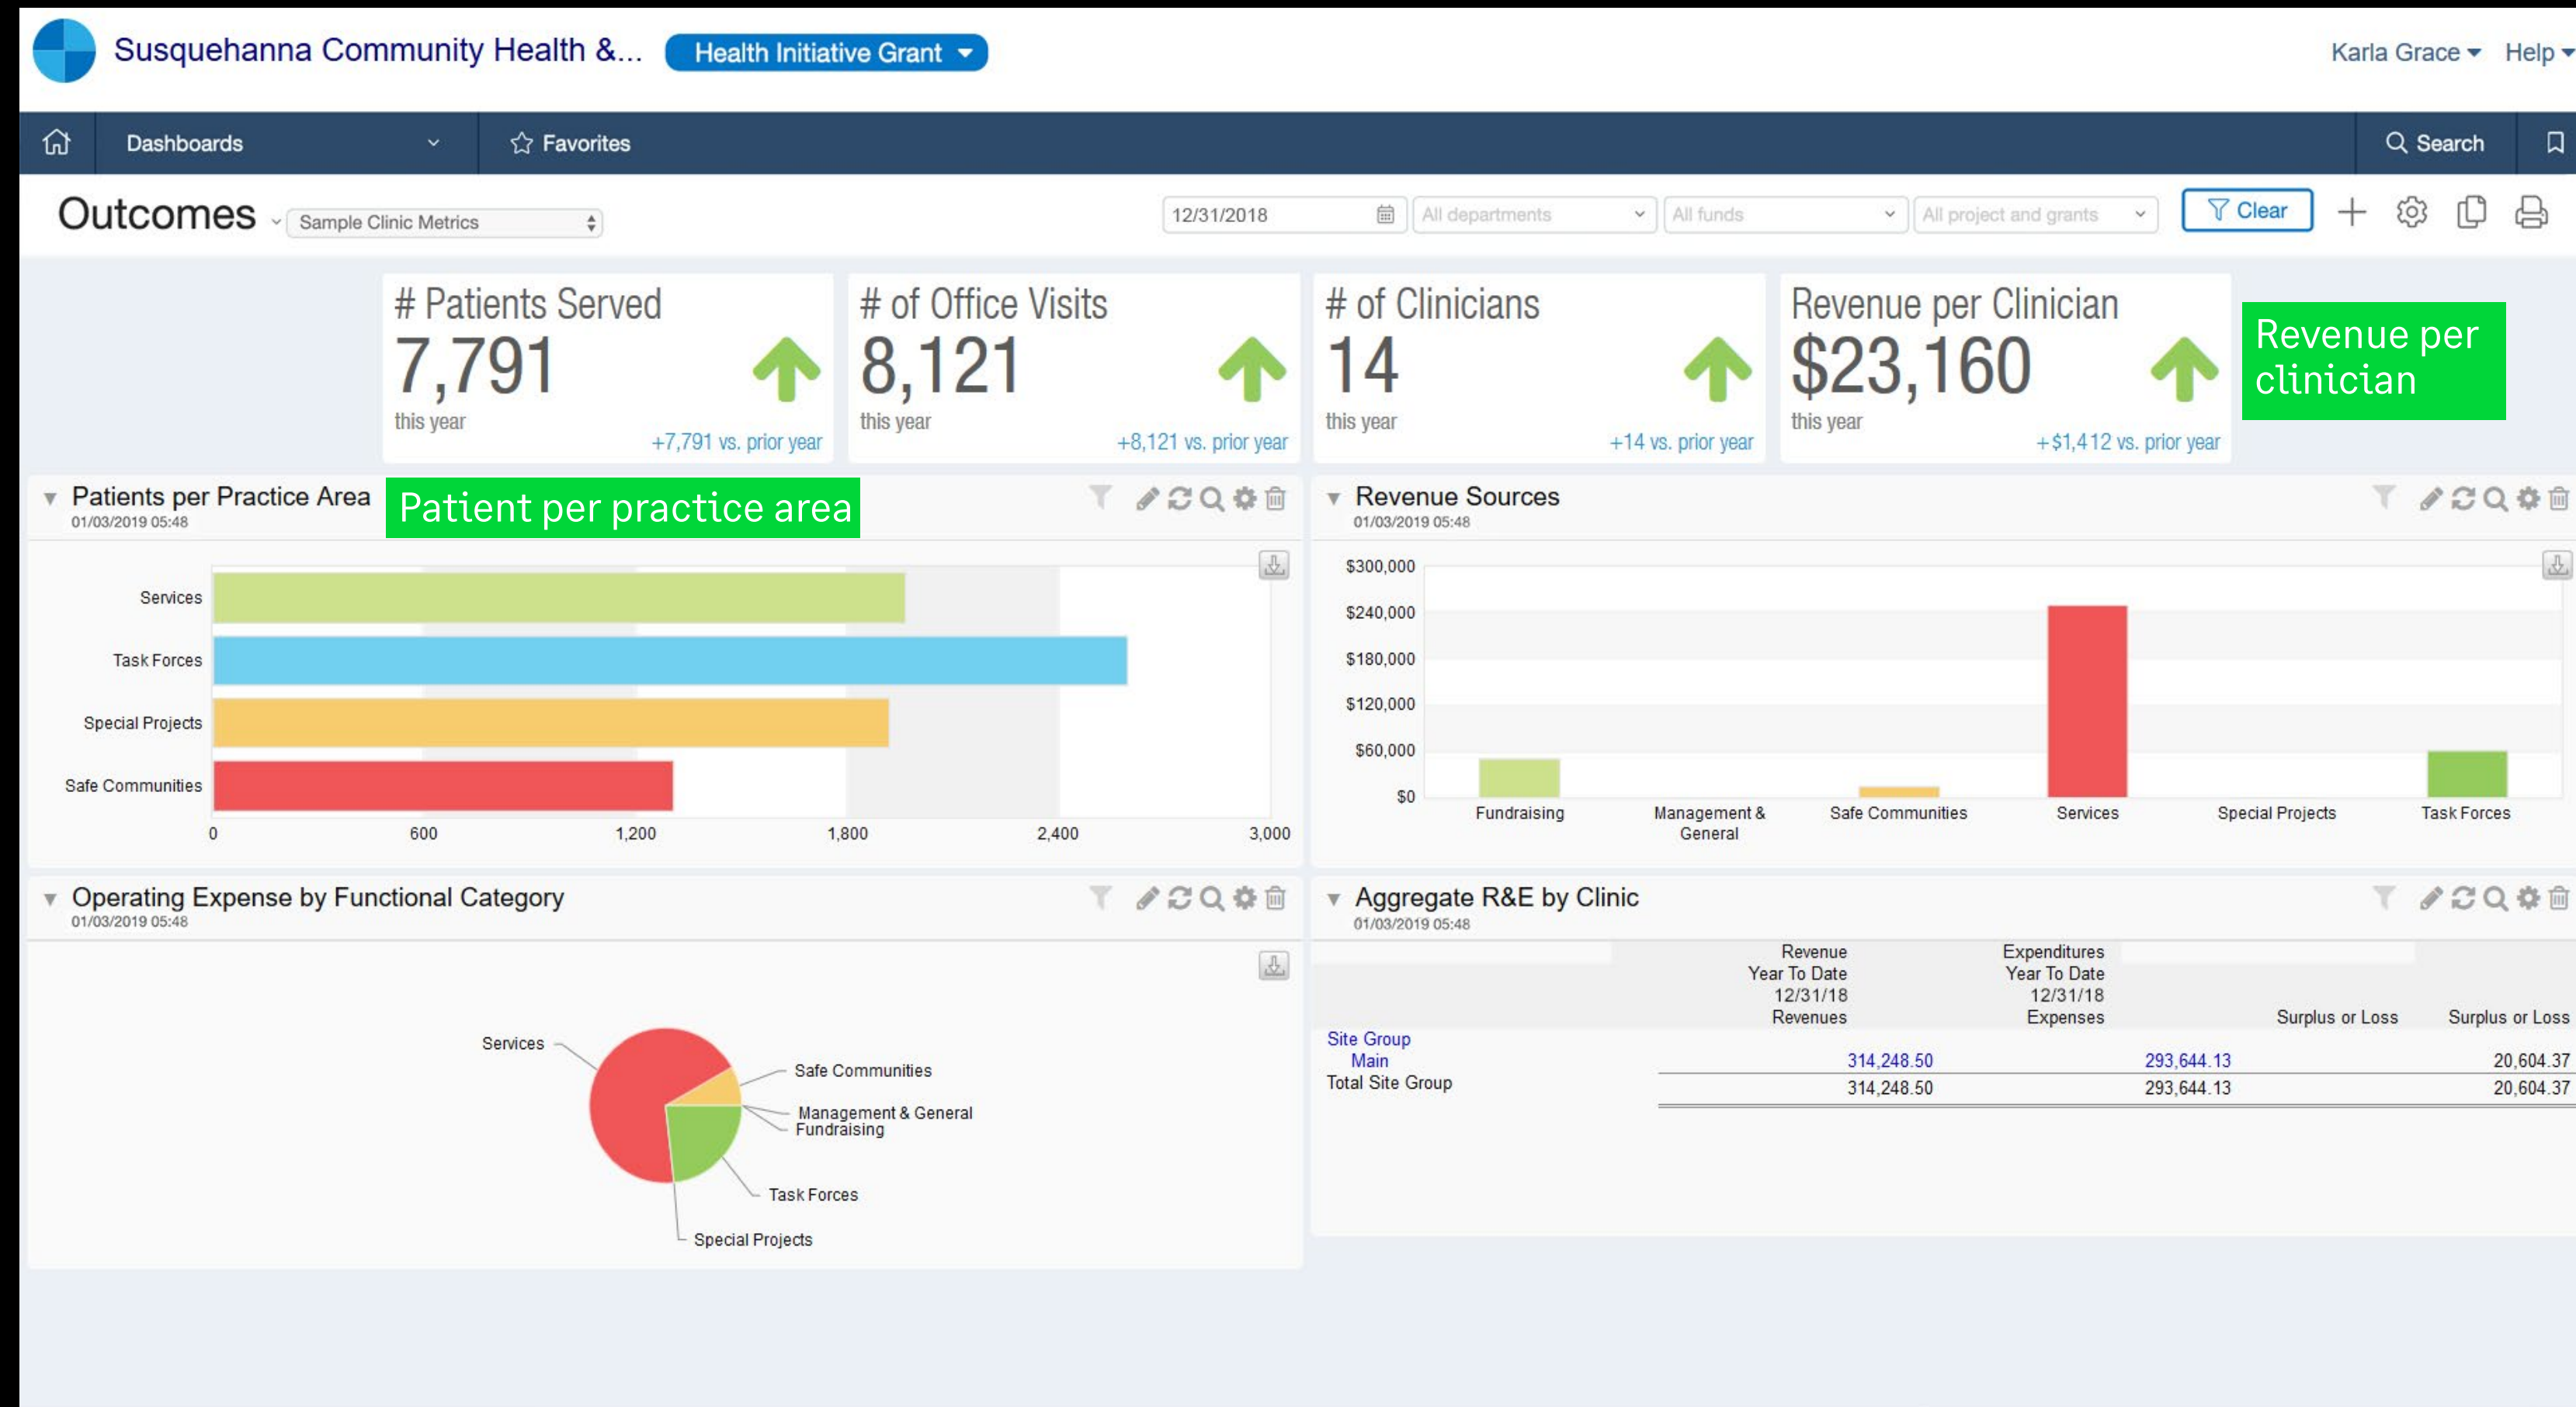 Susquehanna Community Health &...
Health Initiative Grant
Karla Grace
Help
Dashboards
Favorites
Search
Outcomes
Sample Clinic Metrics
12/31/2018
All departments
All funds
All project and grants
Clear
# Patients Served
7,791
this year
+7,791 vs. prior year
# of Office Visits
8,121
this year
+8,121 vs. prior year
# of Clinicians
14
this year
+14 vs. prior year
Revenue per Clinician
$23,160
this year
+$1,412 vs. prior year
Revenue per
clinician
Patients per Practice Area
01/03/2019 05:48
Patient per practice area
Services
Task Forces
Special Projects
Safe Communities
0
600
1,200
1,800
2,400
3,000
Revenue Sources
01/03/2019 05:48
$300,000
$240,000
$180,000
$120,000
$60,000
$0
Fundraising
Management &
General
Safe Communities
Services
Special Projects
Task Forces
Operating Expense by Functional Category
01/03/2019 05:48
Services
Safe Communities
Management & General
Fundraising
Task Forces
Special Projects
Aggregate R&E by Clinic
01/03/2019 05:48
Revenue
Year To Date
12/31/18
Revenues
Expenditures
Year To Date
12/31/18
Expenses
Surplus or Loss
Surplus or Loss
Site Group
Main 314,248.50 293,644.13 20,604.37
Total Site Group 314,248.50 293,644.13 20,604.37